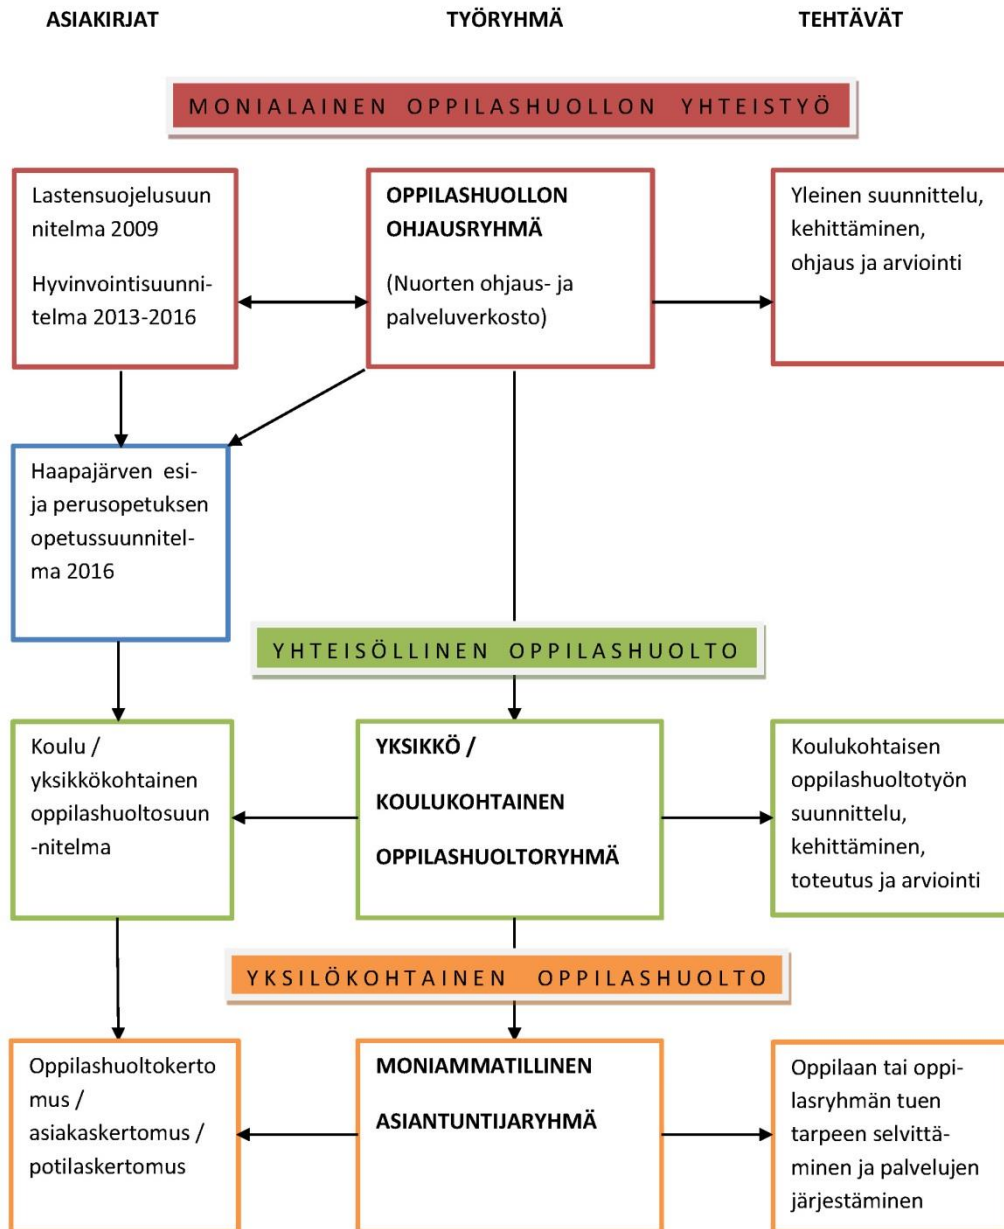 ASIAKIRJAT
TYÖRYHMÄ
TEHTÄVÄT
MONIALAINEN OPPILASHUOLLON YHTEISTYÖ
Lastensuojelusuun
nitelma 2009
Hyvinvointisuunni-
telma 2013-2016
OPPILASHUOLLON
OHJAUSRYHMÄ
(Nuorten ohjaus- ja
palveluverkosto)
Yleinen suunnittelu,
kehittäminen,
ohjaus ja arviointi
Haapajärven esi-
ja perusopetuksen
opetussuunnitel-
ma 2016
YHTEISÖLLINEN OPPILASHUOLTO
Koulu /
yksikkökohtainen
oppilashuoltosuun
-nitelma
YKSIKKÖ /
KOULUKOHTAINEN
OPPILASHUOLTORYHMÄ
Koulukohtaisen
oppilashuoltotyön
suunnittelu,
kehittäminen,
toteutus ja arviointi
YKSILÖKOHTAINEN OPPILASHUOLTO
Oppilashuoltokerto
mus /
asiakaskertomus /
potilaskertomus
MONIAMMATILLINEN
ASIANTUNTIJARYHMÄ
Oppilaan tai oppi-
lasryhmän tuen
tarpeen selvittä-
minen ja palvelujen
järjestäminen